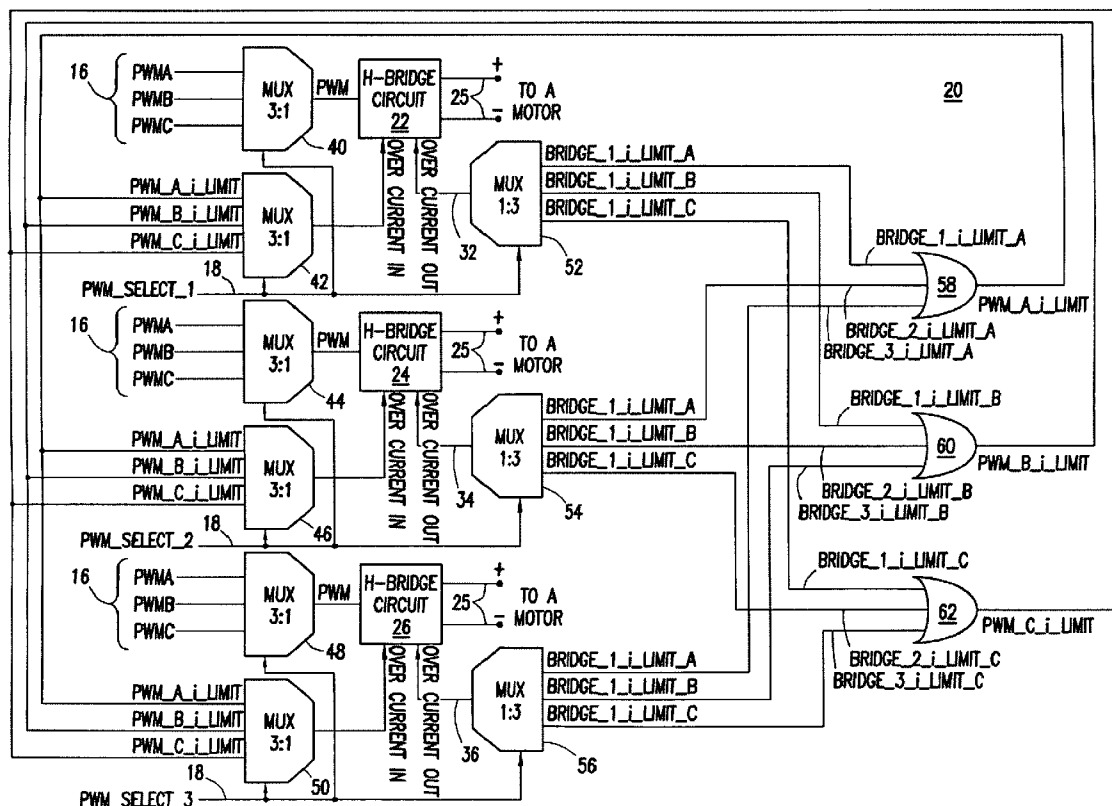 20
16
PWMA
PWMB
PWMC
MUX
3:1
40
PWM
H-BRIDGE
CIRCUIT
22
25
+
−
TO A
MOTOR
PWM_A_i_LIMIT
PWM_B_i_LIMIT
PWM_C_i_LIMIT
MUX
3:1
42
OVER CURRENT IN
OVER CURRENT OUT
32
MUX
1:3
52
BRIDGE_1_i_LIMIT_A
BRIDGE_1_i_LIMIT_B
BRIDGE_1_i_LIMIT_C
18
PWM_SELECT_1
16
PWMA
PWMB
PWMC
MUX
3:1
44
PWM
H-BRIDGE
CIRCUIT
24
25
+
−
TO A
MOTOR
PWM_A_i_LIMIT
PWM_B_i_LIMIT
PWM_C_i_LIMIT
MUX
3:1
46
OVER CURRENT IN
OVER CURRENT OUT
34
MUX
1:3
54
BRIDGE_1_i_LIMIT_A
BRIDGE_1_i_LIMIT_B
BRIDGE_1_i_LIMIT_C
18
PWM_SELECT_2
16
PWMA
PWMB
PWMC
MUX
3:1
48
PWM
H-BRIDGE
CIRCUIT
26
25
+
−
TO A
MOTOR
PWM_A_i_LIMIT
PWM_B_i_LIMIT
PWM_C_i_LIMIT
MUX
3:1
50
OVER CURRENT IN
OVER CURRENT OUT
36
MUX
1:3
56
BRIDGE_1_i_LIMIT_A
BRIDGE_1_i_LIMIT_B
BRIDGE_1_i_LIMIT_C
18
PWM_SELECT_3
BRIDGE_1_i_LIMIT_A
58
PWM_A_i_LIMIT
BRIDGE_2_i_LIMIT_A
BRIDGE_3_i_LIMIT_A
BRIDGE_1_i_LIMIT_B
60
PWM_B_i_LIMIT
BRIDGE_2_i_LIMIT_B
BRIDGE_3_i_LIMIT_B
BRIDGE_1_i_LIMIT_C
62
PWM_C_i_LIMIT
BRIDGE_2_i_LIMIT_C
BRIDGE_3_i_LIMIT_C